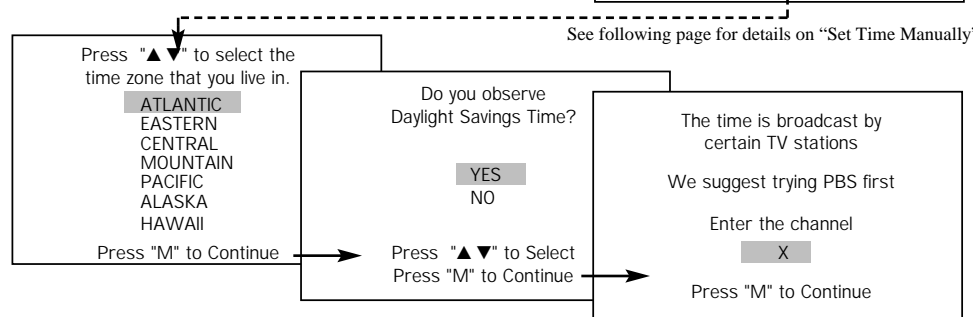 See following page for details on “Set Time Manually”
Press "▲ ▼" to select the
time zone that you live in.
ATLANTIC
EASTERN
CENTRAL
MOUNTAIN
PACIFIC
ALASKA
HAWAII
Press "M" to Continue
Do you observe
Daylight Savings Time?
YES
NO
Press "▲ ▼" to Select
Press "M" to Continue
The time is broadcast by
certain TV stations
We suggest trying PBS first
Enter the channel
X
Press "M" to Continue